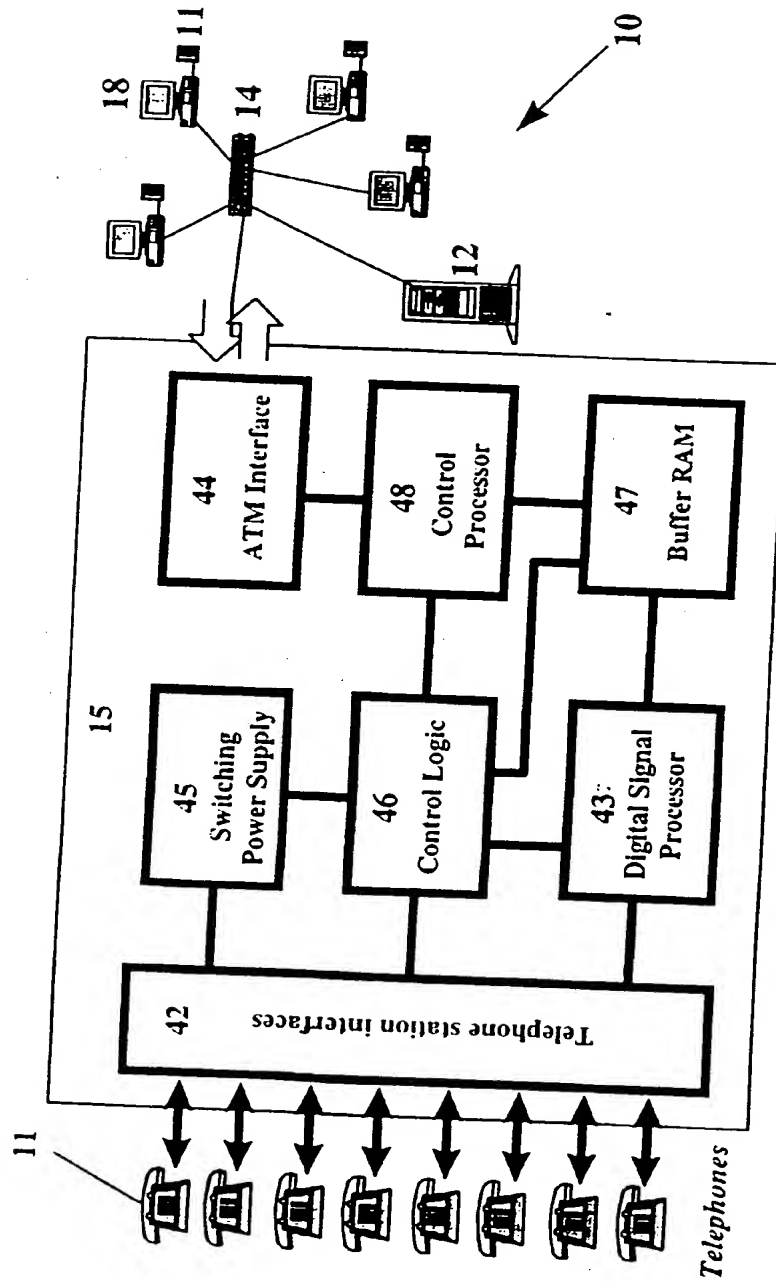 18
11
14
12
10
15
44
ATM Interface
48
Control
Processor
47
Buffer RAM
45
Switching
Power Supply
46
Control Logic
43
Digital Signal
Processor
42
Telephone station interfaces
11
Telephones